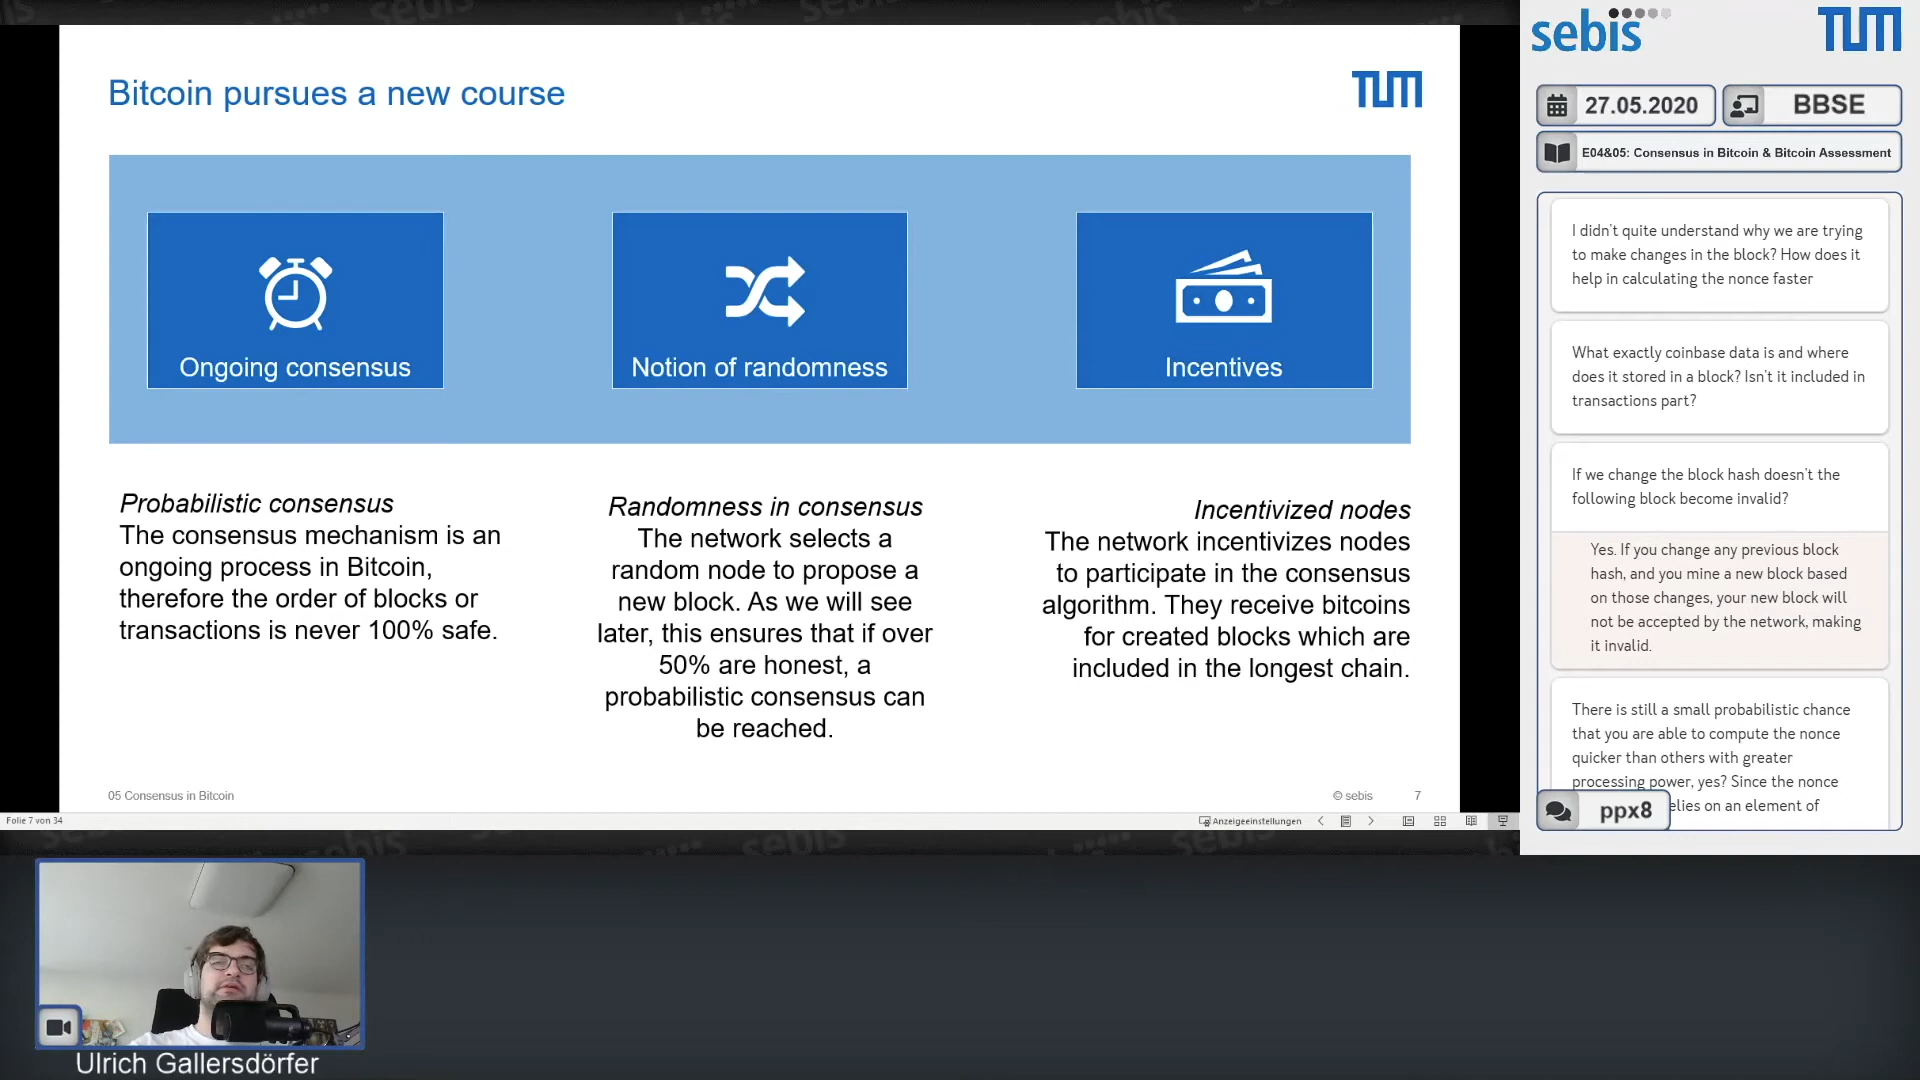 Bitcoin pursues a new course
TUM
Ongoing consensus
Notion of randomness
Incentives
Probabilistic consensus
The consensus mechanism is an
ongoing process in Bitcoin,
therefore the order of blocks or
transactions is never 100% safe.
Randomness in consensus
The network selects a
random node to propose a
new block. As we will see
later, this ensures that if over
50% are honest, a
probabilistic consensus can
be reached.
Incentivized nodes
The network incentivizes nodes
to participate in the consensus
algorithm. They receive bitcoins
for created blocks which are
included in the longest chain.
05 Consensus in Bitcoin
© sebis
7
Folie 7 von 34
Anzeigeeinstellungen
sebis
TUM
27.05.2020
BBSE
E04&05: Consensus in Bitcoin & Bitcoin Assessment
I didn't quite understand why we are trying
to make changes in the block? How does it
help in calculating the nonce faster
What exactly coinbase data is and where
does it stored in a block? Isn't it included in
transactions part?
If we change the block hash doesn't the
following block become invalid?
Yes. If you change any previous block
hash, and you mine a new block based
on those changes, your new block will
not be accepted by the network, making
it invalid.
There is still a small probabilistic chance
that you are able to compute the nonce
quicker than others with greater
processing power, yes? Since the nonce
elies on an element of
ppx8
Ulrich Gallersdörfer